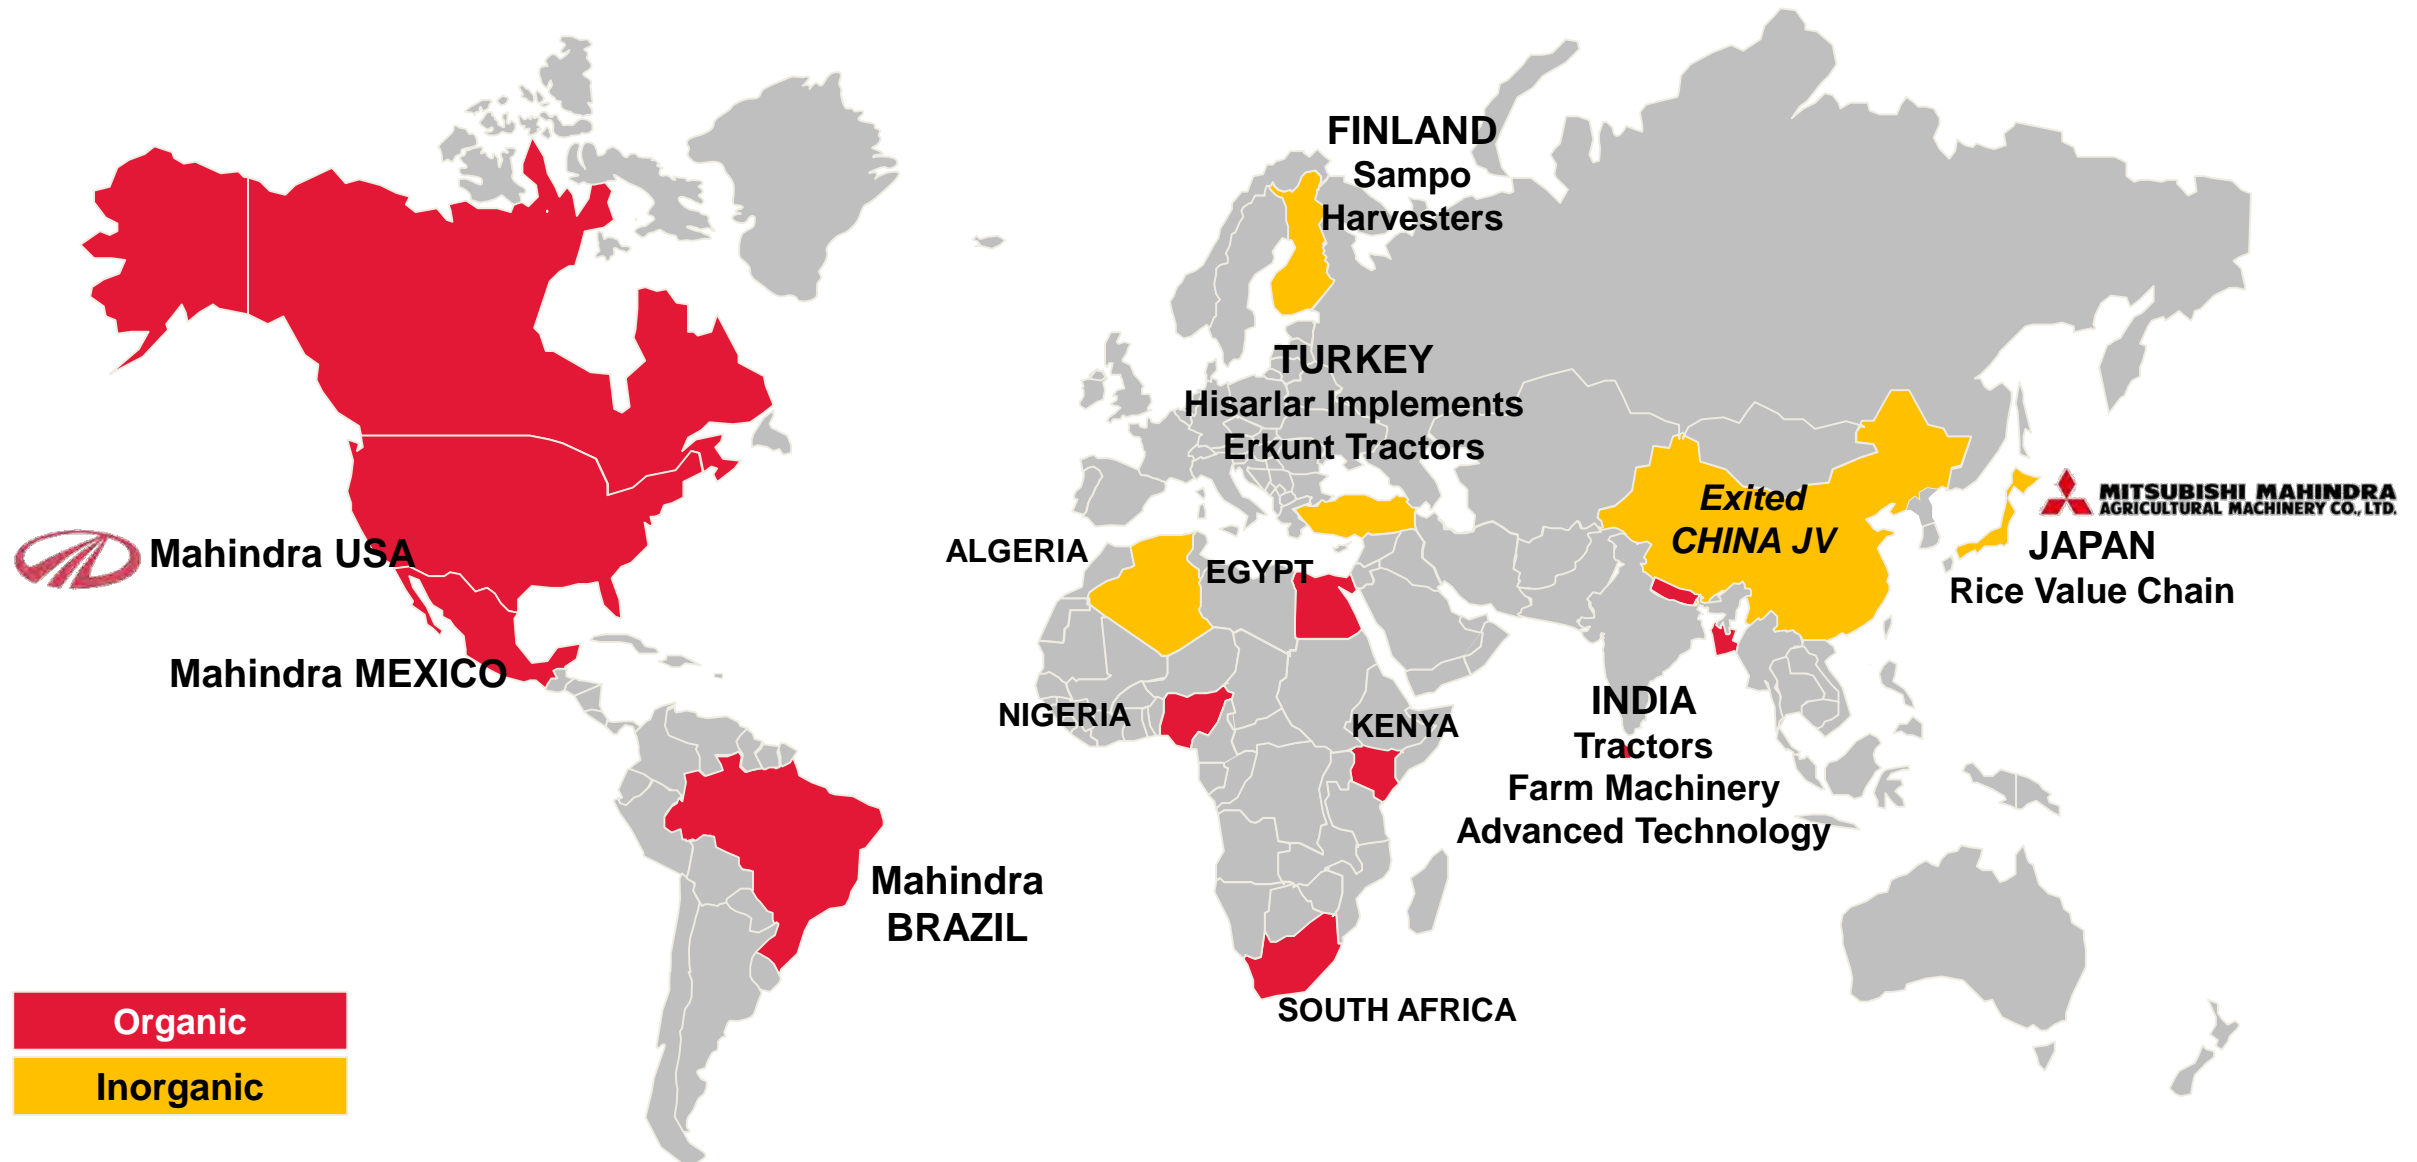 FINLAND
Sampo
Harvesters
TURKEY
Hisarlar Implements
Erkunt Tractors
Exited
CHINA JV
MITSUBISHI MAHINDRA
AGRICULTURAL MACHINERY CO., LTD.
JAPAN
Rice Value Chain
Mahindra USA
ALGERIA
EGYPT
Mahindra MEXICO
NIGERIA
KENYA
INDIA
Tractors
Farm Machinery
Advanced Technology
Mahindra
BRAZIL
SOUTH AFRICA
Organic
Inorganic